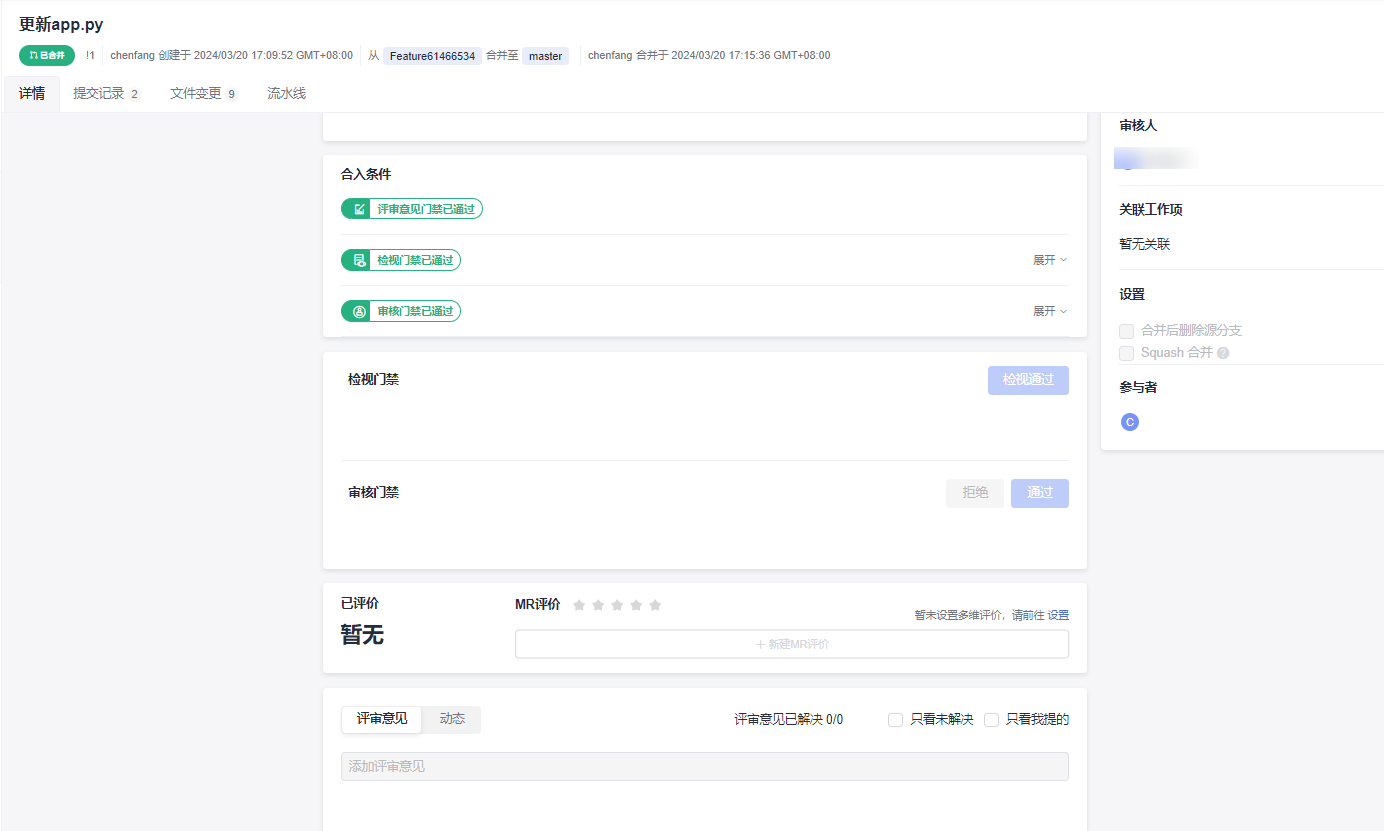 更新app.py
已合并 !1 chenfang 创建于 2024/03/20 17:09:52 GMT+08:00 从 Feature61466534 合并至 master chenfang 合并于 2024/03/20 17:15:36 GMT+08:00
详情 提交记录 2 文件变更 9 流水线
合入条件
评审意见门禁已通过
检视门禁已通过 展开
审核门禁已通过 展开
检视门禁 检视通过
审核门禁 拒绝 通过
已评价 MR评价
暂未设置多维评价，请前往 设置
暂无
+ 新建MR评价
评审意见 动态 评审意见已解决 0/0 只看未解决 只看我提的
添加评审意见
审核人
关联工作项
暂无关联
设置
合并后删除源分支
Squash 合并 ?
参与者
C